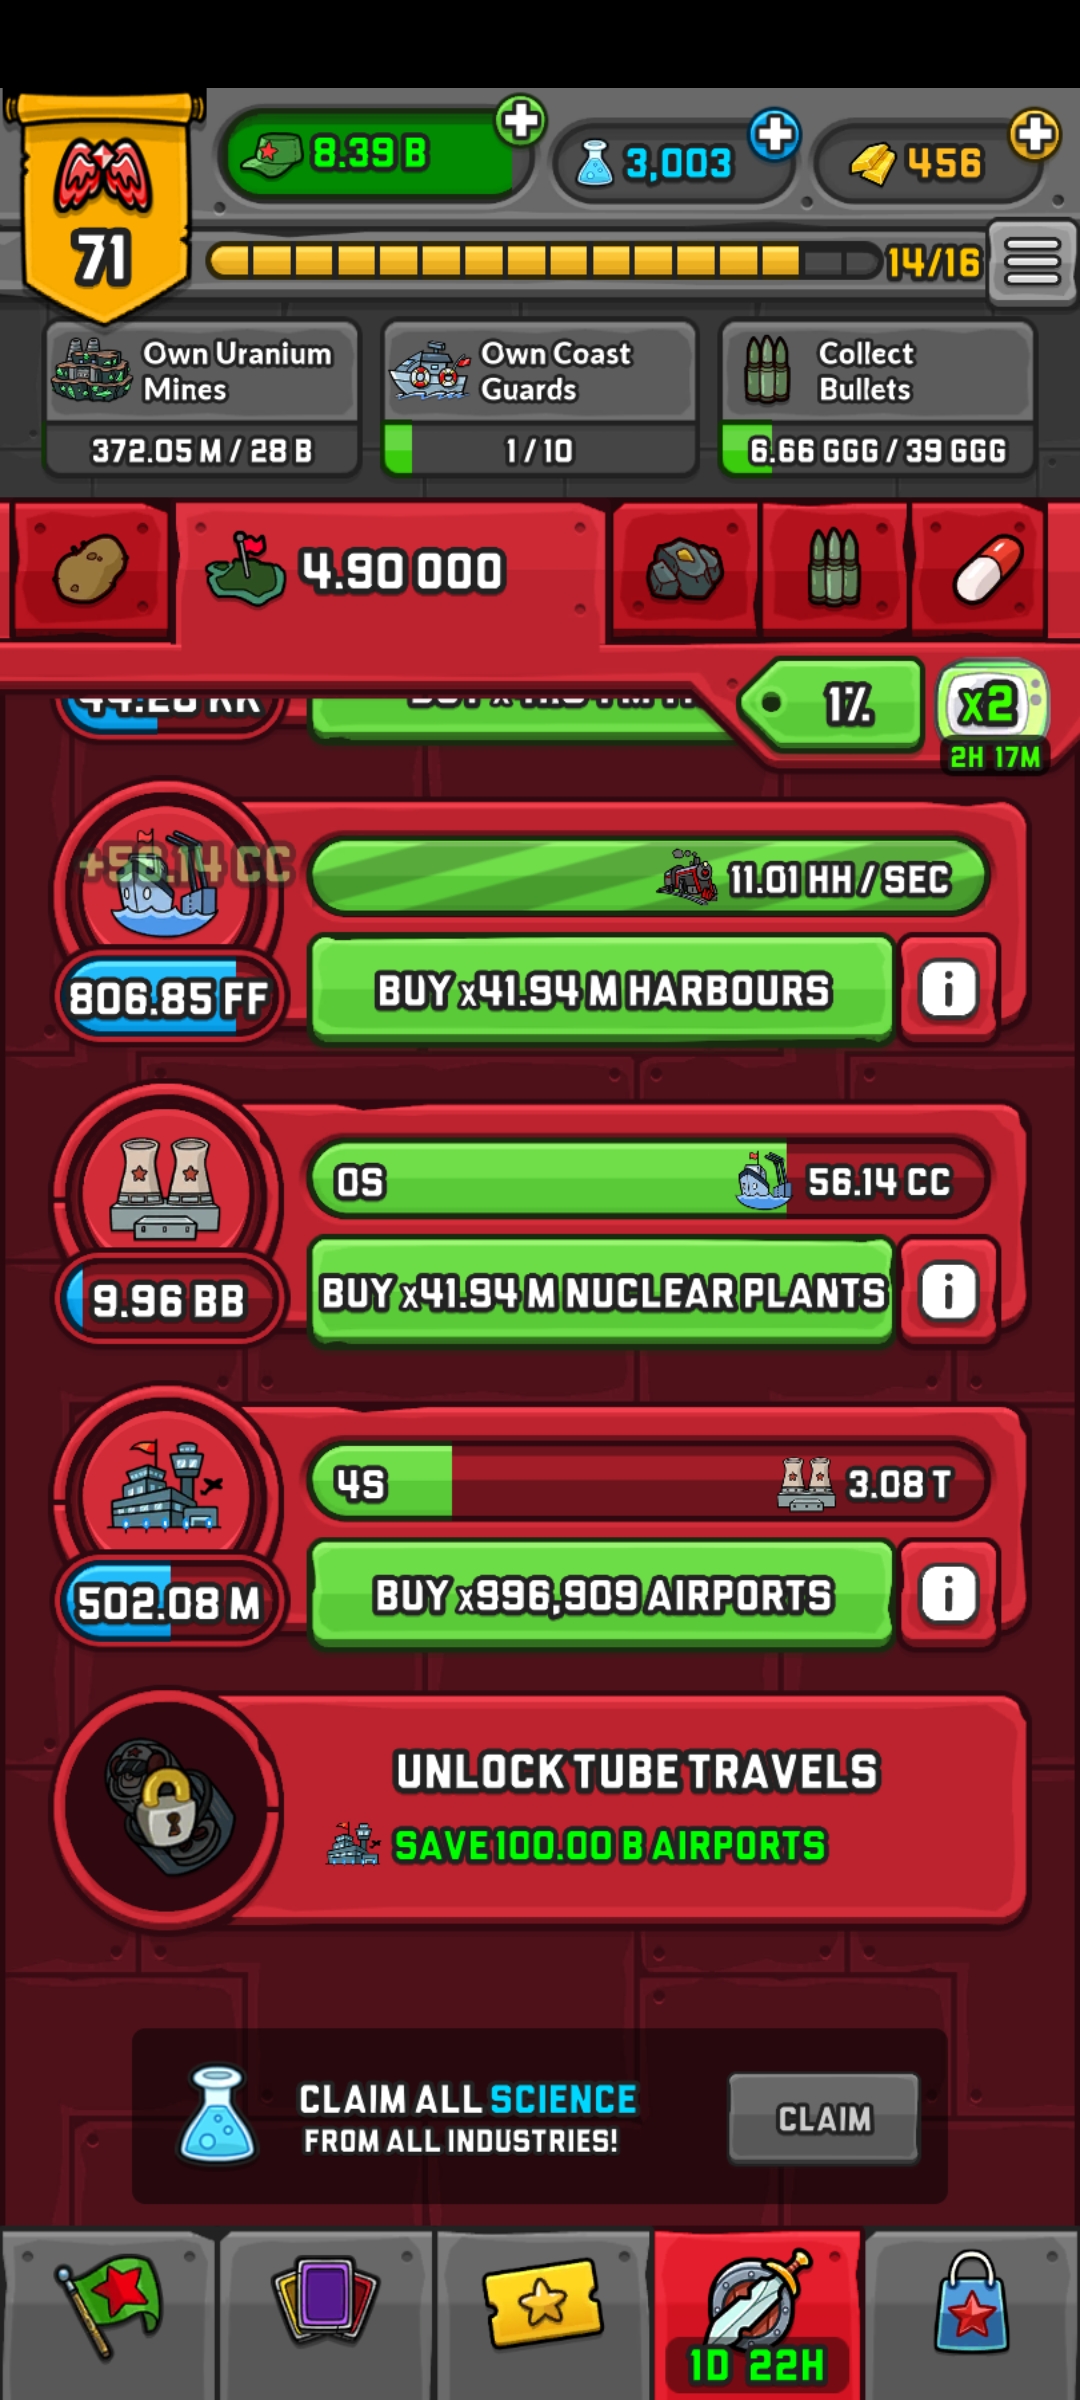 8.39 B
3,003
456
71
14/16
Own Uranium
Mines
372.05 M / 28 B
Own Coast
Guards
1 / 10
Collect
Bullets
6.66 GGG / 39 GGG
4.90 OOO
1%
x2
2H 17M
+56.14 CC
11.01 HH / SEC
806.85 FF
BUY x41.94 M HARBOURS
0S
56.14 CC
9.96 BB
BUY x41.94 M NUCLEAR PLANTS
4S
3.08 T
502.08 M
BUY x996,909 AIRPORTS
UNLOCK TUBE TRAVELS
SAVE 100.00 B AIRPORTS
CLAIM ALL SCIENCE
FROM ALL INDUSTRIES!
CLAIM
1D 22H